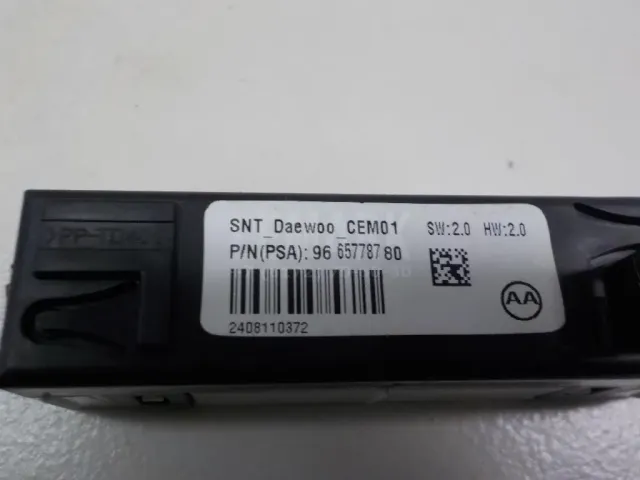 SNT_Daewoo_CEM01 SW:2.0 HW:2.0
P/N(PSA): 96 657787 80
AA
2408110372